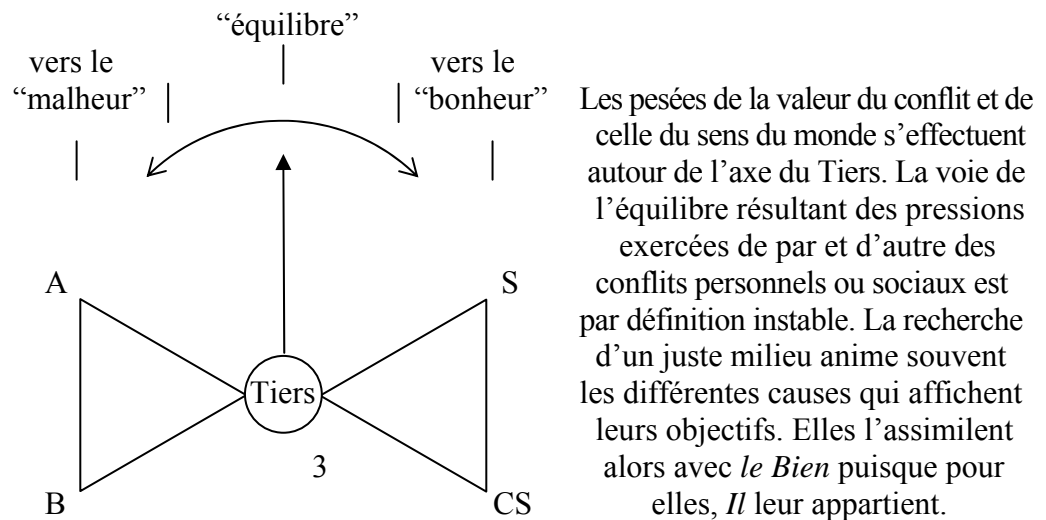 “équilibre”
vers le
“malheur”
vers le
“bonheur”
A
B
Tiers
3
S
CS
Les pesées de la valeur du conflit et de
celle du sens du monde s’effectuent
autour de l’axe du Tiers. La voie de
l’équilibre résultant des pressions
exercées de par et d’autre des
conflits personnels ou sociaux est
par définition instable. La recherche
d’un juste milieu anime souvent
les différentes causes qui affichent
leurs objectifs. Elles l’assimilent
alors avec le Bien puisque pour
elles, Il leur appartient.